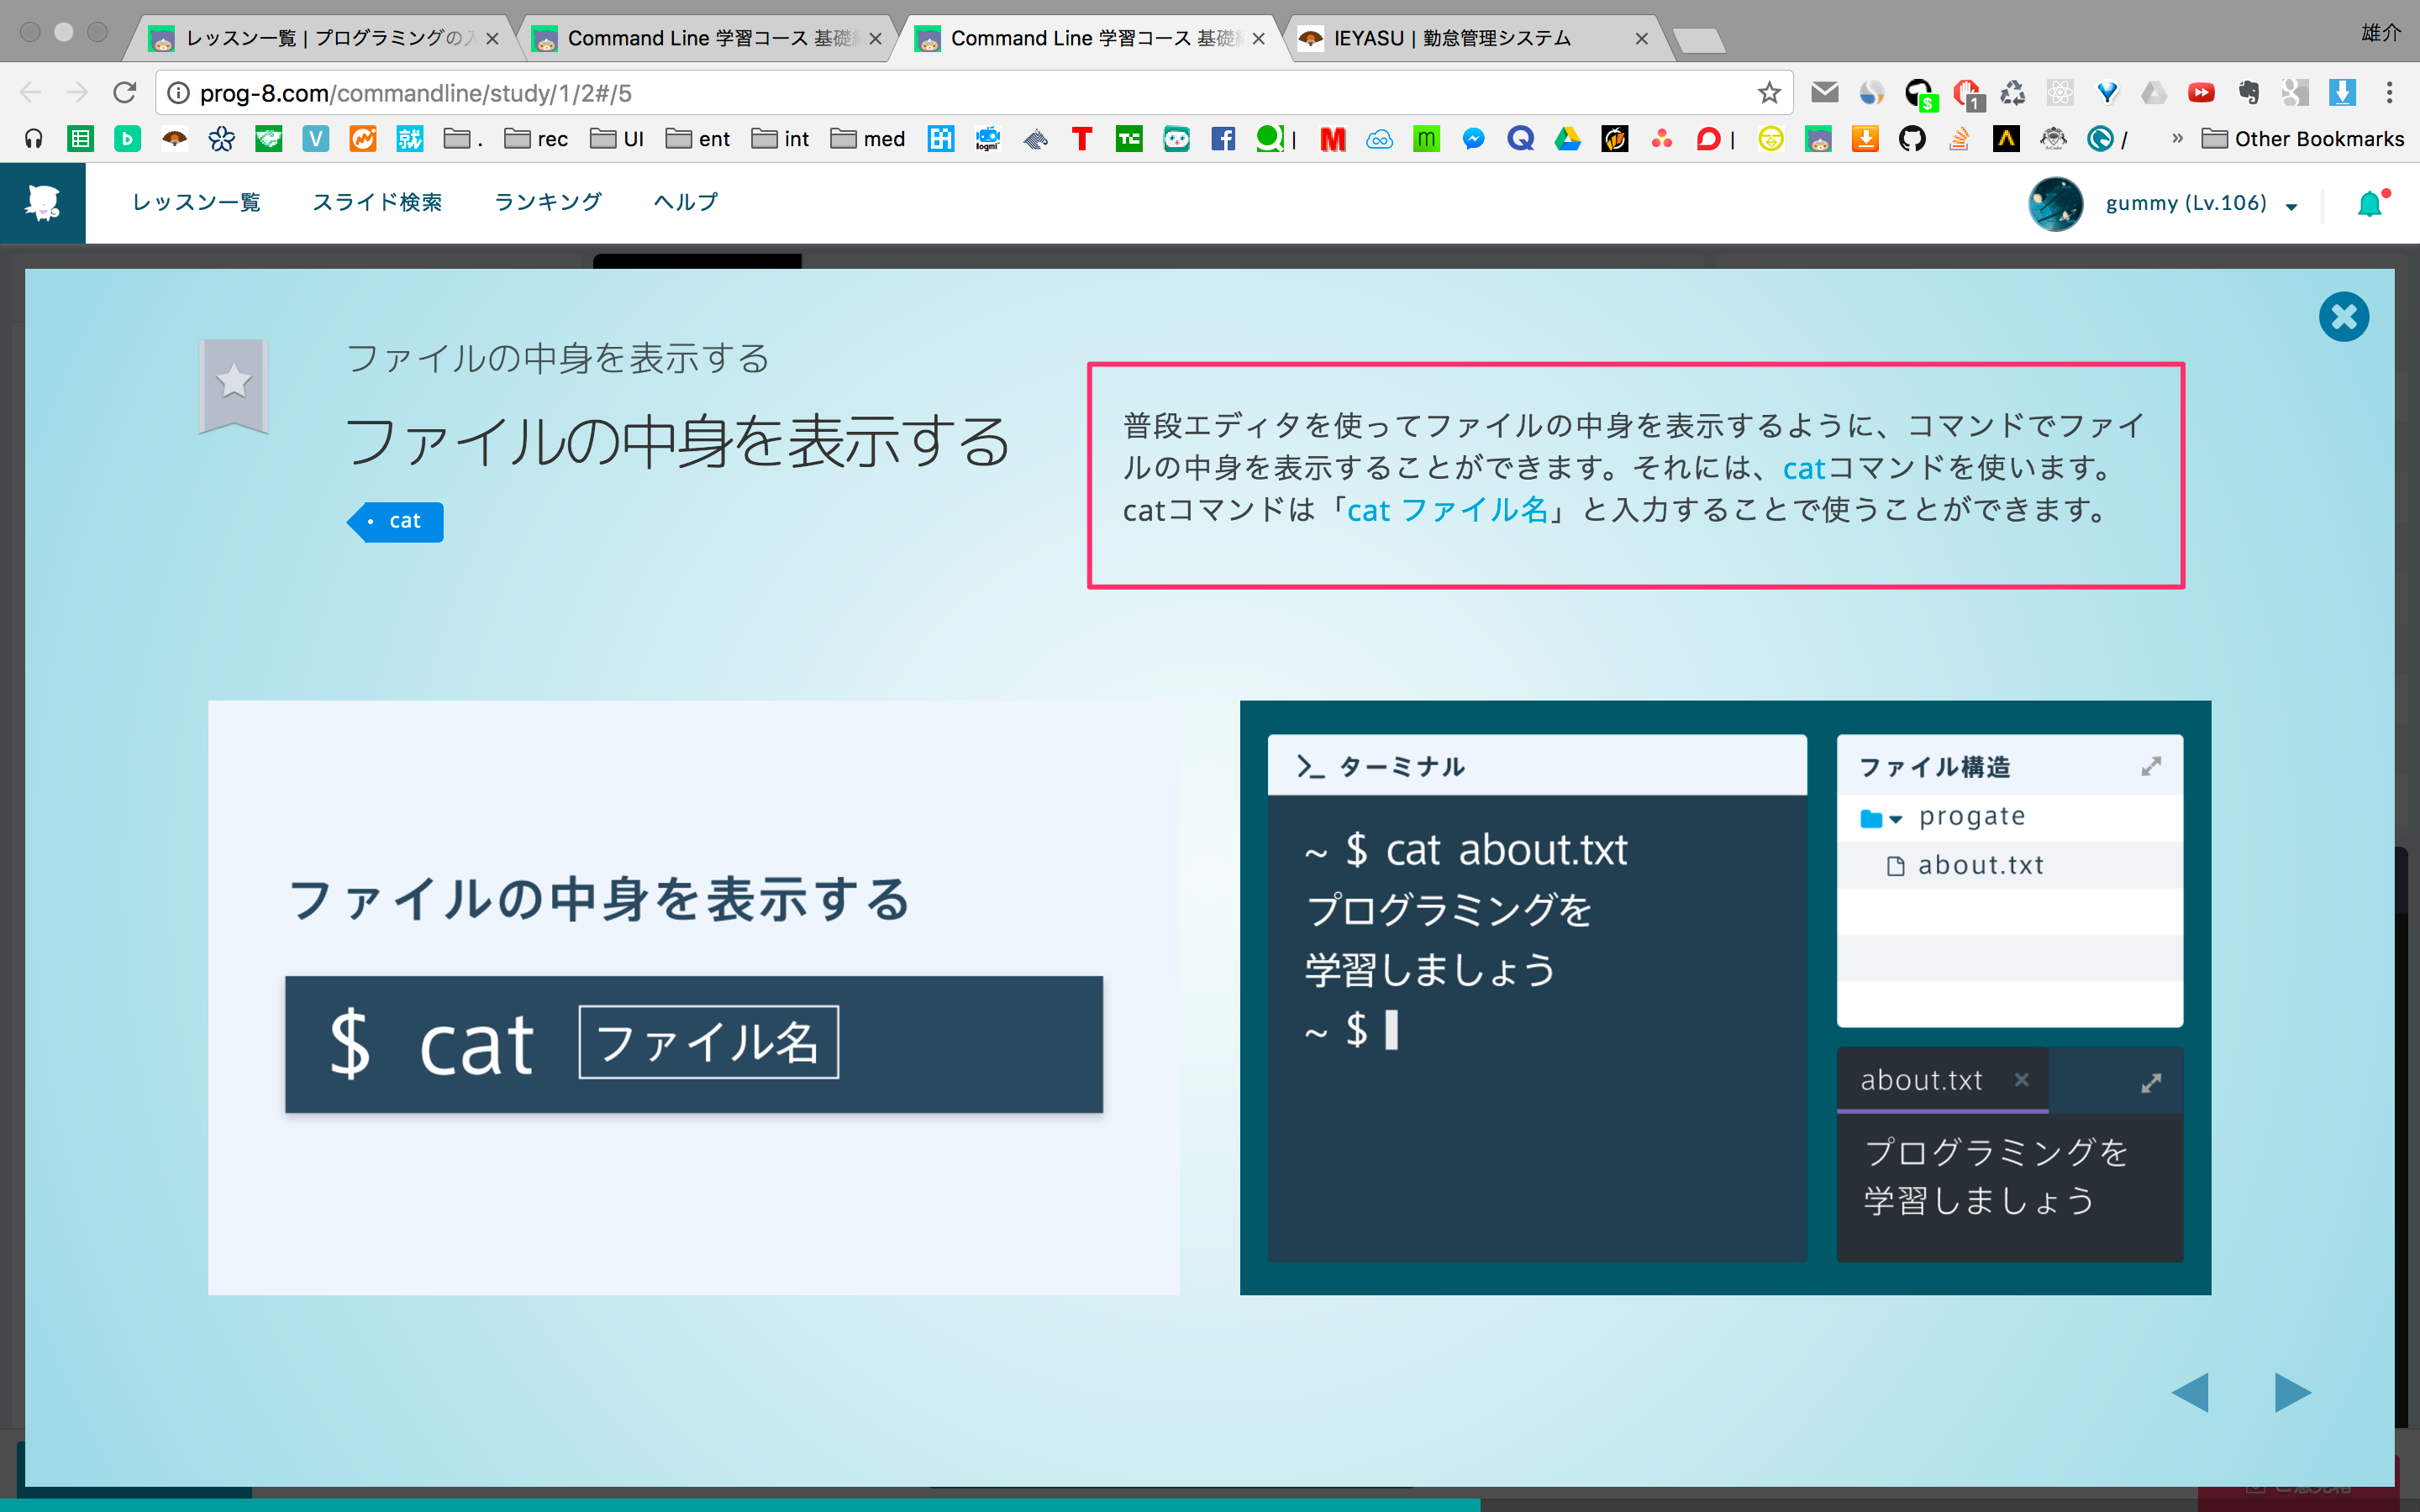 レッスン一覧 | プログラミングの入
Command Line 学習コース 基礎編
Command Line 学習コース 基礎編
IEYASU | 勤怠管理システム
雄介
prog-8.com/commandline/study/1/2#/5
$
1
b
V
就
.
rec
UI
ent
int
med
logmi
T
|
M
m
|
/
»
Other Bookmarks
レッスン一覧
スライド検索
ランキング
ヘルプ
gummy (Lv.106)
ファイルの中身を表示する
ファイルの中身を表示する
cat
普段エディタを使ってファイルの中身を表示するように、コマンドでファイ
ルの中身を表示することができます。それには、catコマンドを使います。
catコマンドは「cat ファイル名」と入力することで使うことができます。
ファイルの中身を表示する
$ cat ファイル名
ターミナル
~ $ cat about.txt
プログラミングを
学習しましょう
~ $
ファイル構造
progate
about.txt
about.txt
プログラミングを
学習しましょう